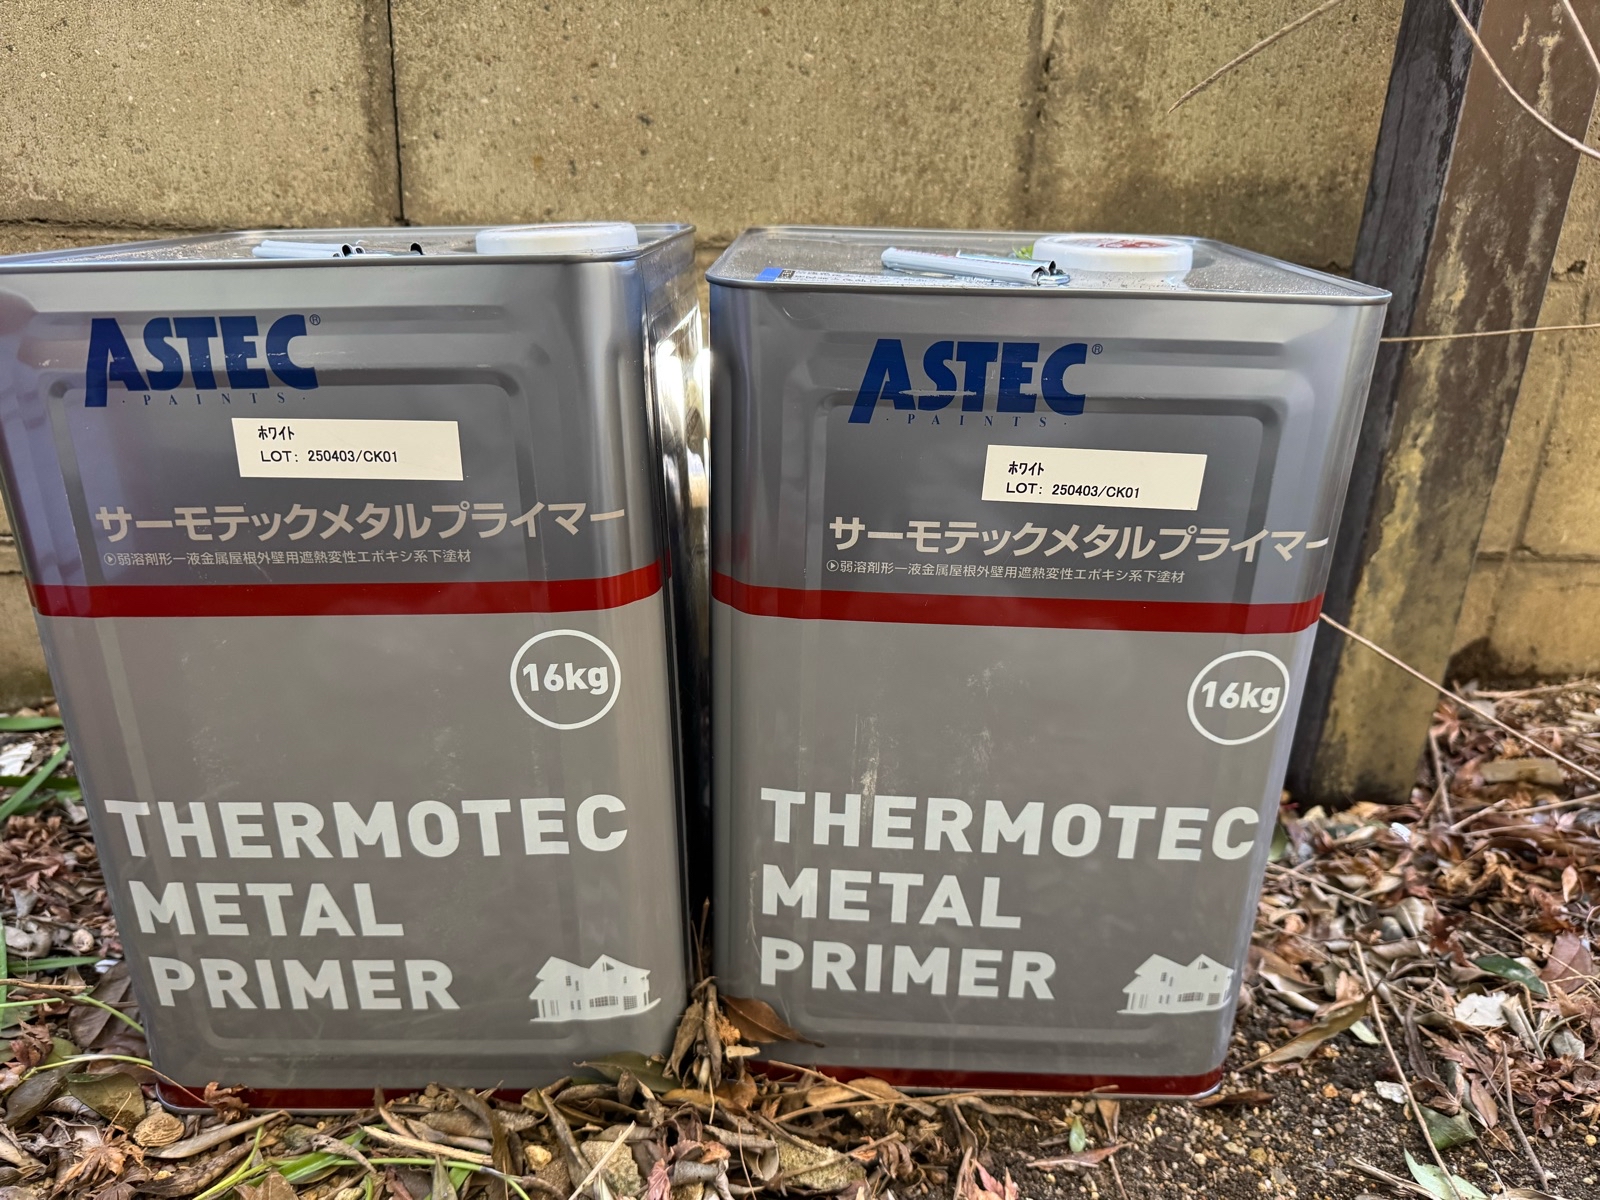 ASTEC®
・PAINTS・
ホワイト
LOT: 250403/CK01
サーモテックメタルプライマー
弱溶剤形一液金属屋根外壁用遮熱変性エポキシ系下塗材
16kg
THERMOTEC
METAL
PRIMER
ASTEC®
・PAINTS・
ホワイト
LOT: 250403/CK01
サーモテックメタルプライマー
弱溶剤形一液金属屋根外壁用遮熱変性エポキシ系下塗材
16kg
THERMOTEC
METAL
PRIMER